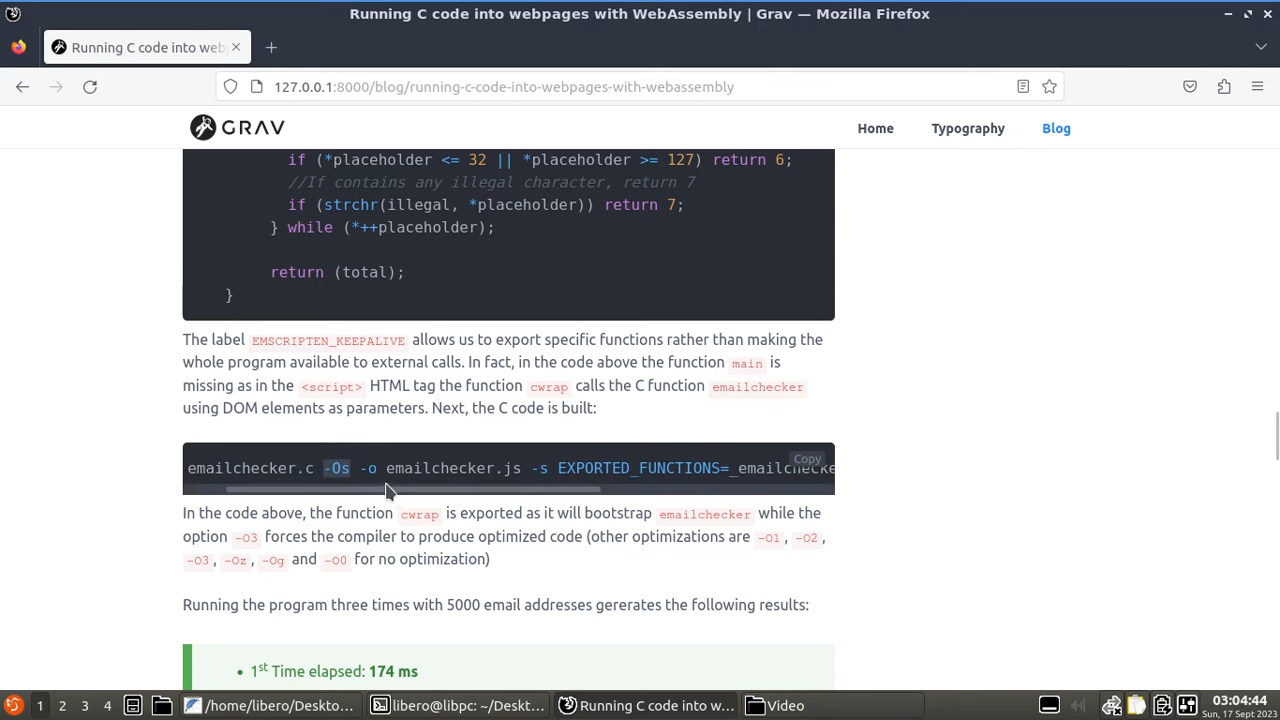 Running C code into webpages with WebAssembly | Grav — Mozilla Firefox
Running C code into web
127.0.0.1:8000/blog/running-c-code-into-webpages-with-webassembly
GRAV
Home Typography Blog
if (*placeholder <= 32 || *placeholder >= 127) return 6;
//If contains any illegal character, return 7
if (strchr(illegal, *placeholder)) return 7;
} while (*++placeholder);
return (total);
}
The label EMSCRIPTEN_KEEPALIVE allows us to export specific functions rather than making the
whole program available to external calls. In fact, in the code above the function main is
missing as in the <script> HTML tag the function cwrap calls the C function emailchecker
using DOM elements as parameters. Next, the C code is built:
Copy
emailchecker.c -Os -o emailchecker.js -s EXPORTED_FUNCTIONS=_emailchecke
In the code above, the function cwrap is exported as it will bootstrap emailchecker while the
option -O3 forces the compiler to produce optimized code (other optimizations are -O1, -O2,
-O3, -Oz, -Og and -O0 for no optimization)
Running the program three times with 5000 email addresses gererates the following results:
• 1st Time elapsed: 174 ms
1 2 3 4 /home/libero/Deskto... libero@libpc: ~/Deskt... Running C code into w... Video
03:04:44
Sun, 17 Sept 2023